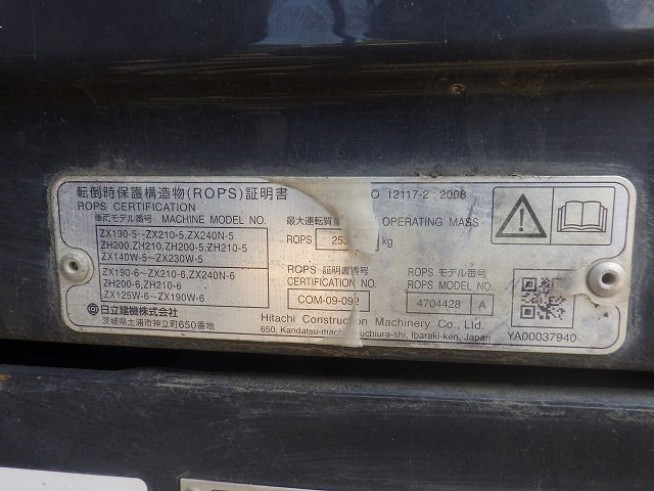 転倒時保護構造物(ROPS)証明書 12117-2:2008
ROPS CERTIFICATION
車両モデル番号 MACHINE MODEL NO.
ZX190-5~ZX210-5,ZX240N-5
ZH200,ZH210,ZH200-5,ZH210-5
ZX140W-5~ZX230W-5
ZX190-6~ZX210-6,ZX240N-6
ZH200-6,ZH210-6
ZX125W-6~ZX190W-6
最大運転質 OPERATING MASS
ROPS kg
ROPS 証明書番号
CERTIFICATION NO.
COM-09-092
ROPS モデル番号
ROPS MODEL NO.
4704428 A
日立建機株式会社
茨城県土浦市神立町650番地
Hitachi Construction Machinery Co., Ltd.
650, Kandatsu-machi, Ibaraki-ken, Japan
YA00037940